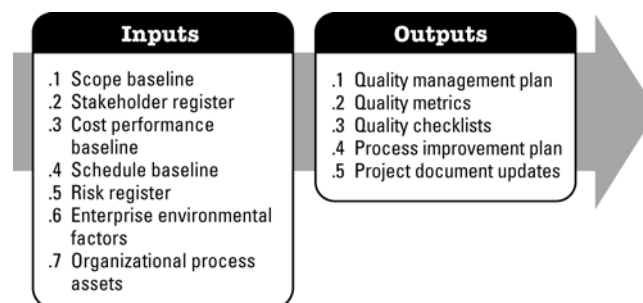 Inputs
.1 Scope baseline
.2 Stakeholder register
.3 Cost performance
baseline
.4 Schedule baseline
.5 Risk register
.6 Enterprise environmental
factors
.7 Organizational process
assets
Outputs
.1 Quality management plan
.2 Quality metrics
.3 Quality checklists
.4 Process improvement plan
.5 Project document updates